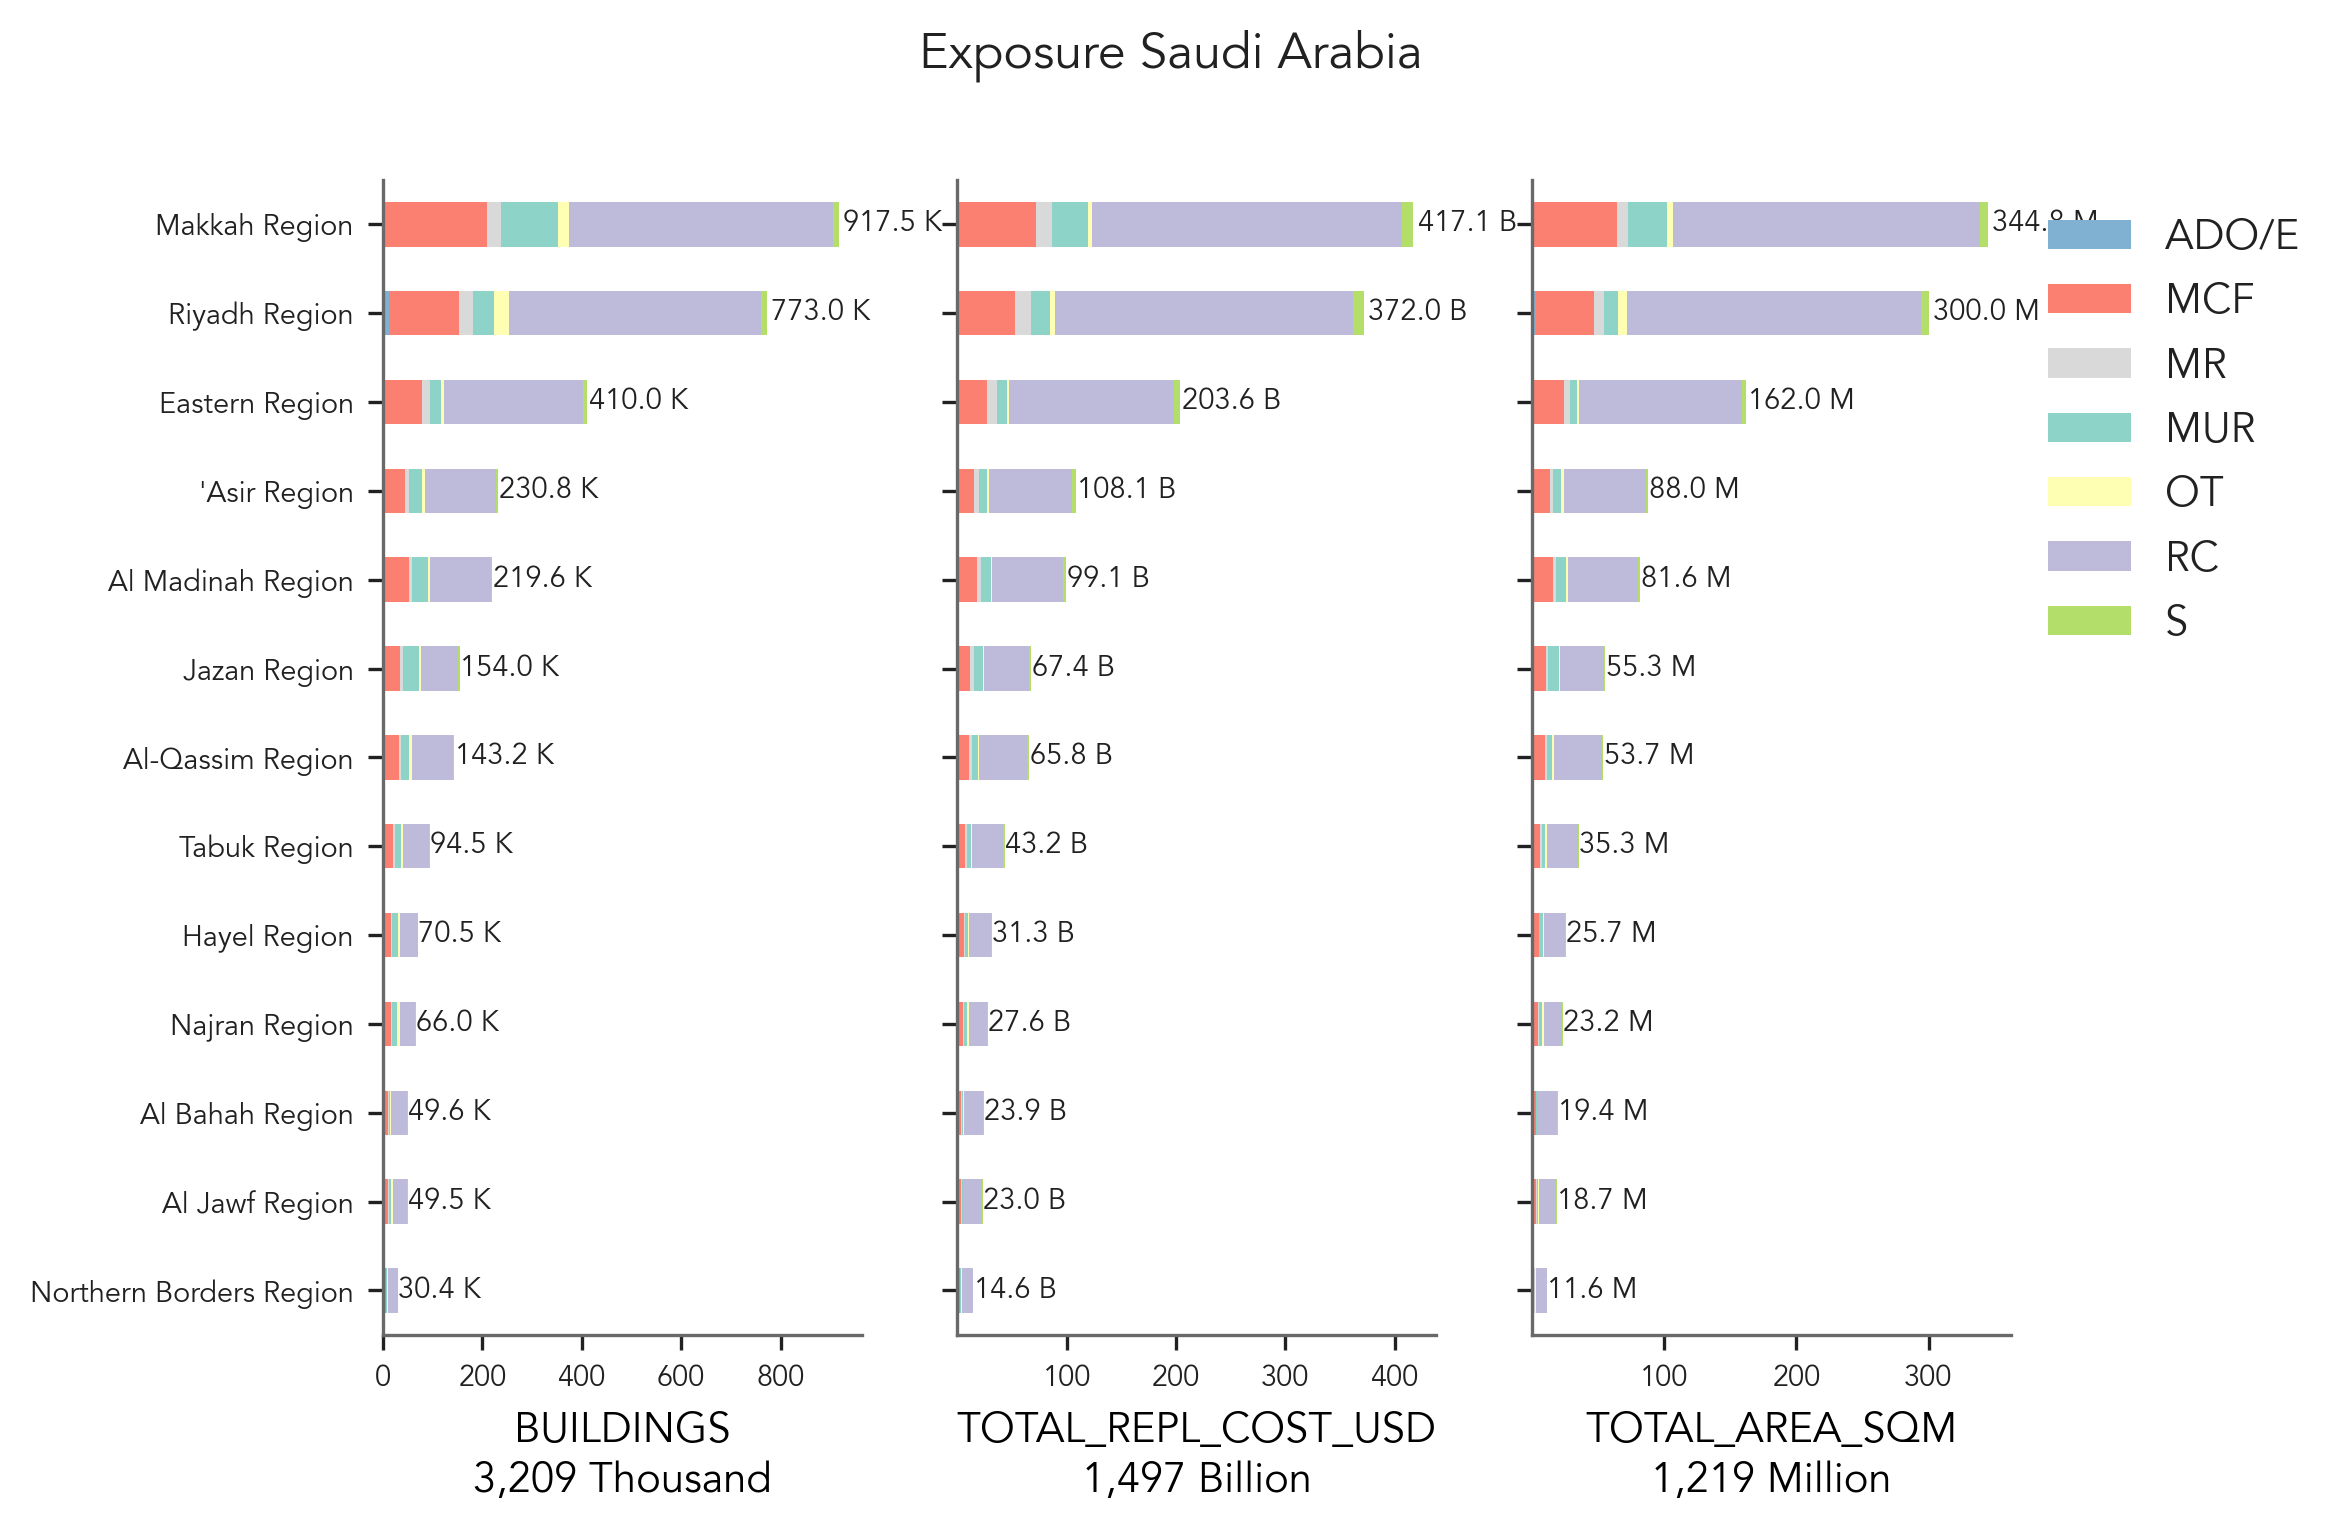 Exposure Saudi Arabia
Makkah Region 917.5 K 417.1 B 344.8 M
Riyadh Region 773.0 K 372.0 B 300.0 M
Eastern Region 410.0 K 203.6 B 162.0 M
'Asir Region 230.8 K 108.1 B 88.0 M
Al Madinah Region 219.6 K 99.1 B 81.6 M
Jazan Region 154.0 K 67.4 B 55.3 M
Al-Qassim Region 143.2 K 65.8 B 53.7 M
Tabuk Region 94.5 K 43.2 B 35.3 M
Hayel Region 70.5 K 31.3 B 25.7 M
Najran Region 66.0 K 27.6 B 23.2 M
Al Bahah Region 49.6 K 23.9 B 19.4 M
Al Jawf Region 49.5 K 23.0 B 18.7 M
Northern Borders Region 30.4 K 14.6 B 11.6 M
0 200 400 600 800 100 200 300 400 100 200 300
BUILDINGS TOTAL_REPL_COST_USD TOTAL_AREA_SQM
3,209 Thousand 1,497 Billion 1,219 Million
ADO/E
MCF
MR
MUR
OT
RC
S